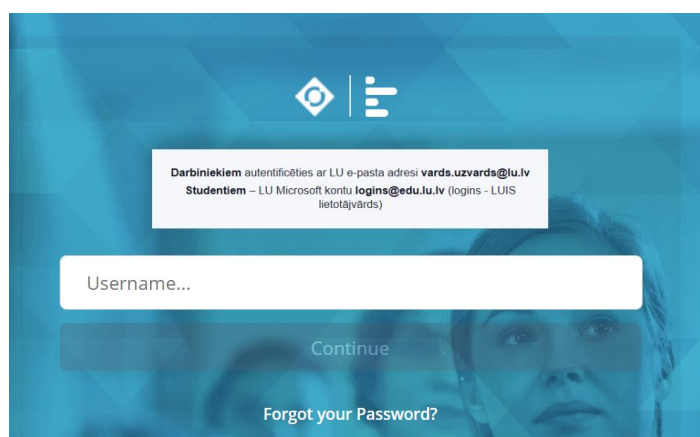 Darbiniekiem autentificēties ar LU e-pasta adresi vards.uzvards@lu.lv
Studentiem – LU Microsoft kontu logins@edu.lu.lv (logins - LUIS
lietotājvārds)
Username...
Continue
Forgot your Password?